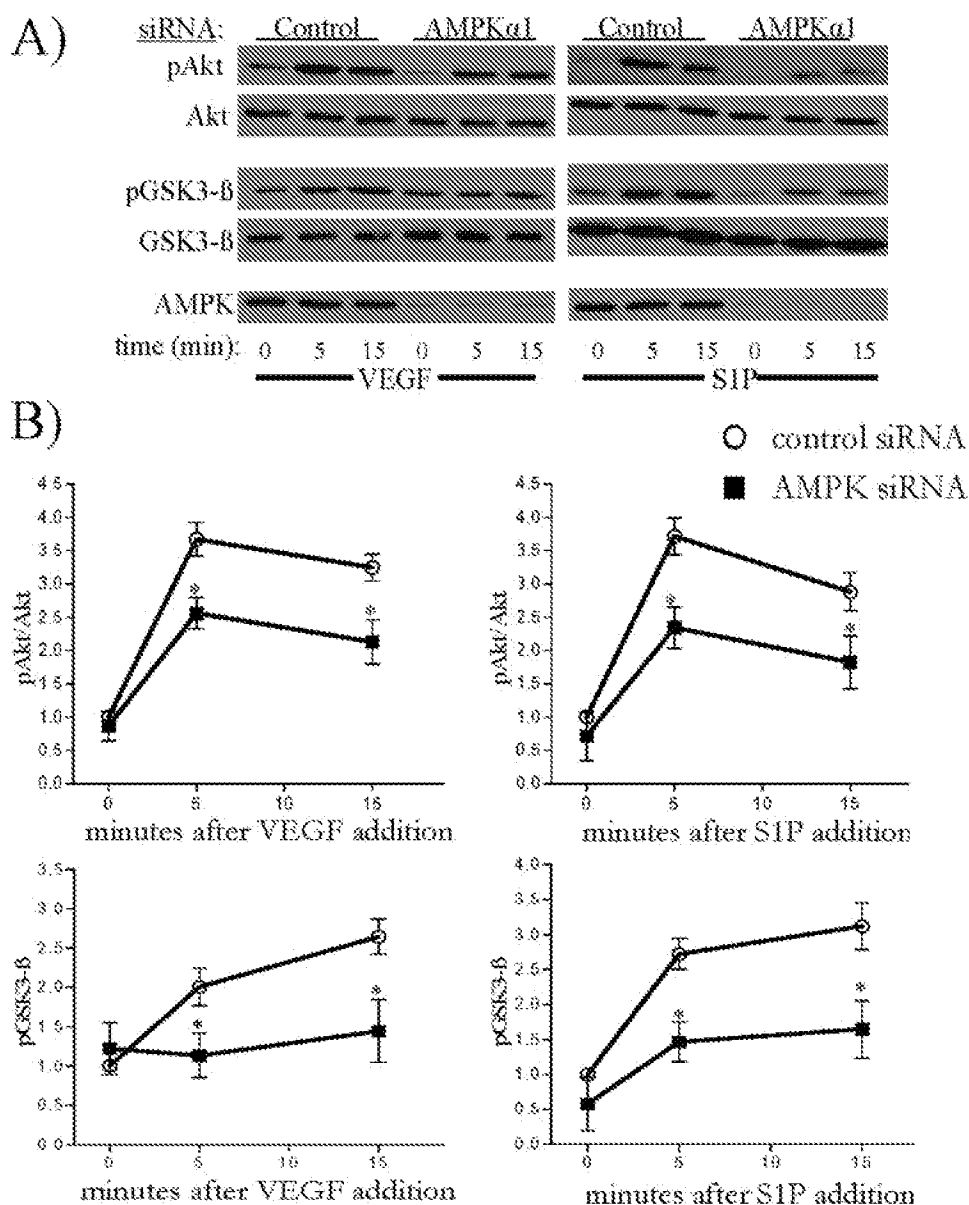 A)
siRNA: Control AMPKα1 Control AMPKα1
pAkt
Akt
pGSK3-ß
GSK3-ß
AMPK
time (min): 0 5 15 0 5 15 0 5 15 0 5 15
VEGF S1P
B)
control siRNA
AMPK siRNA
4.5
4.0
3.5
3.0
2.5
2.0
1.5
1.0
0.5
0.0
pAkt/Akt
* *
0 5 10 15
minutes after VEGF addition
4.5
4.0
3.5
3.0
2.5
2.0
1.5
1.0
0.5
0.0
pAkt/Akt
* *
0 5 10 15
minutes after S1P addition
3.5
3.0
2.5
2.0
1.5
1.0
0.5
0.0
pGSK3-ß
* *
0 5 10 15
minutes after VEGF addition
4.0
3.5
3.0
2.5
2.0
1.5
1.0
0.5
0.0
pGSK3-ß
* *
0 5 10 15
minutes after S1P addition